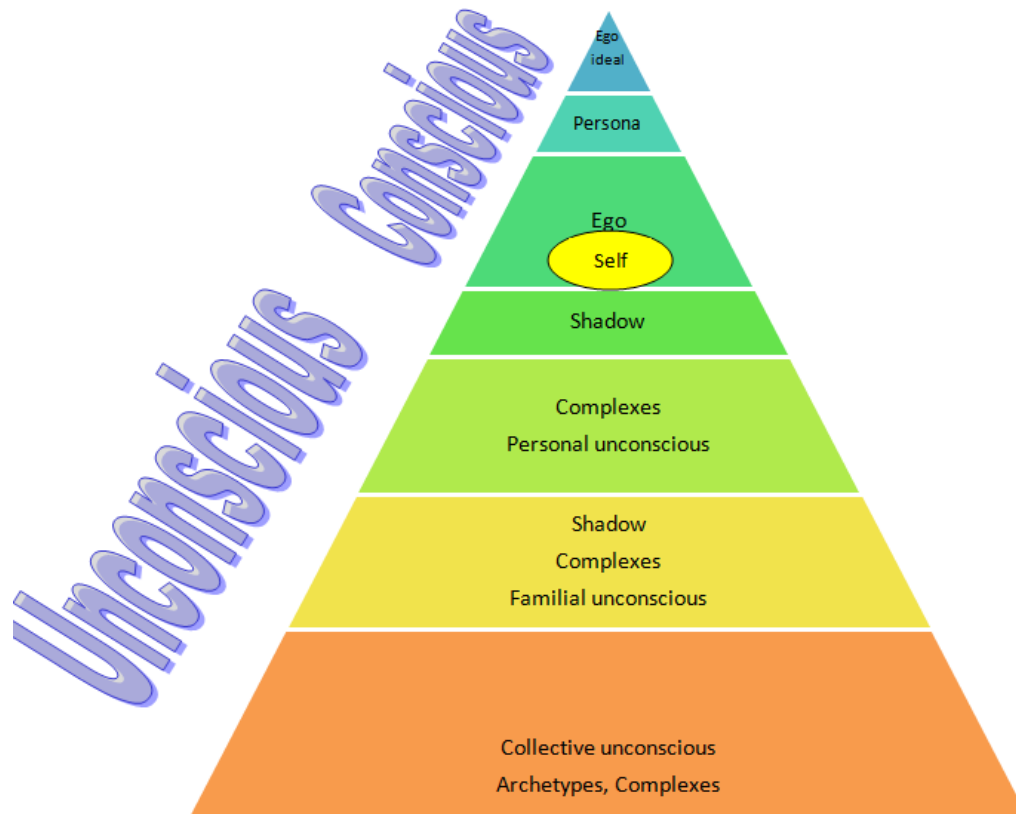 Conscious
Unconscious
Ego
ideal
Persona
Ego
Self
Shadow
Complexes
Personal unconscious
Shadow
Complexes
Familial unconscious
Collective unconscious
Archetypes, Complexes